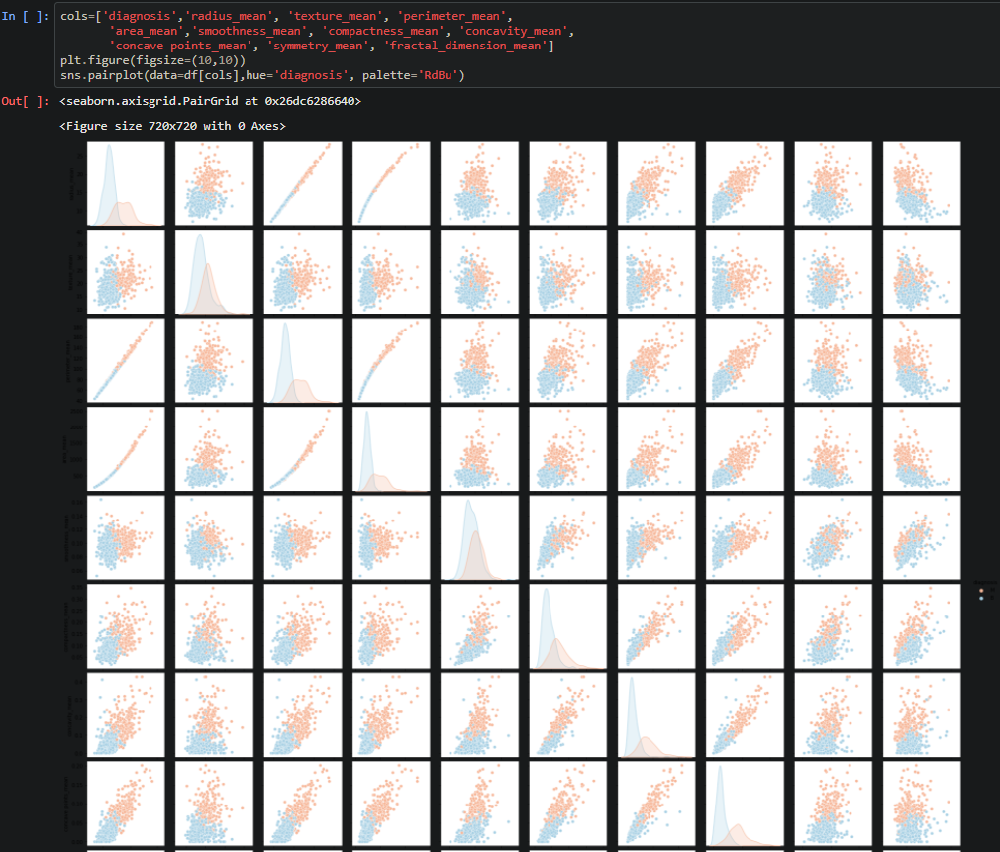 In [ ]: cols=['diagnosis','radius_mean', 'texture_mean', 'perimeter_mean',
'area_mean','smoothness_mean', 'compactness_mean', 'concavity_mean',
'concave points_mean', 'symmetry_mean', 'fractal_dimension_mean']
plt.figure(figsize=(10,10))
sns.pairplot(data=df[cols],hue='diagnosis', palette='RdBu')
Out[ ]: <seaborn.axisgrid.PairGrid at 0x26dc6286640>
<Figure size 720x720 with 0 Axes>